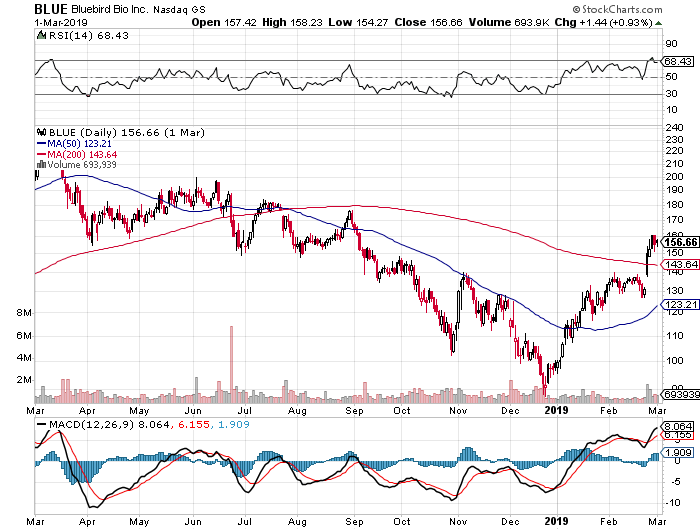 BLUE Bluebird Bio Inc. Nasdaq GS © StockCharts.com
1-Mar-2019 Open 157.42 High 158.23 Low 154.27 Close 156.66 Volume 693.9K Chg +1.44 (+0.93%)
RSI(14) 68.43
90
70
68.43
50
30
10
BLUE (Daily) 156.66 (1 Mar)
MA(50) 123.21
MA(200) 143.64
Volume 693,939
240
230
220
210
200
190
180
170
160
156.66
143.64
130
123.21
120
110
100
90
693939
8M
6M
4M
2M
Mar Apr May Jun Jul Aug Sep Oct Nov Dec 2019 Feb Mar
MACD(12,26,9) 8.064, 6.155, 1.909
8.064
6.155
1.909
0
-5
-10
Mar Apr May Jun Jul Aug Sep Oct Nov Dec 2019 Feb Mar